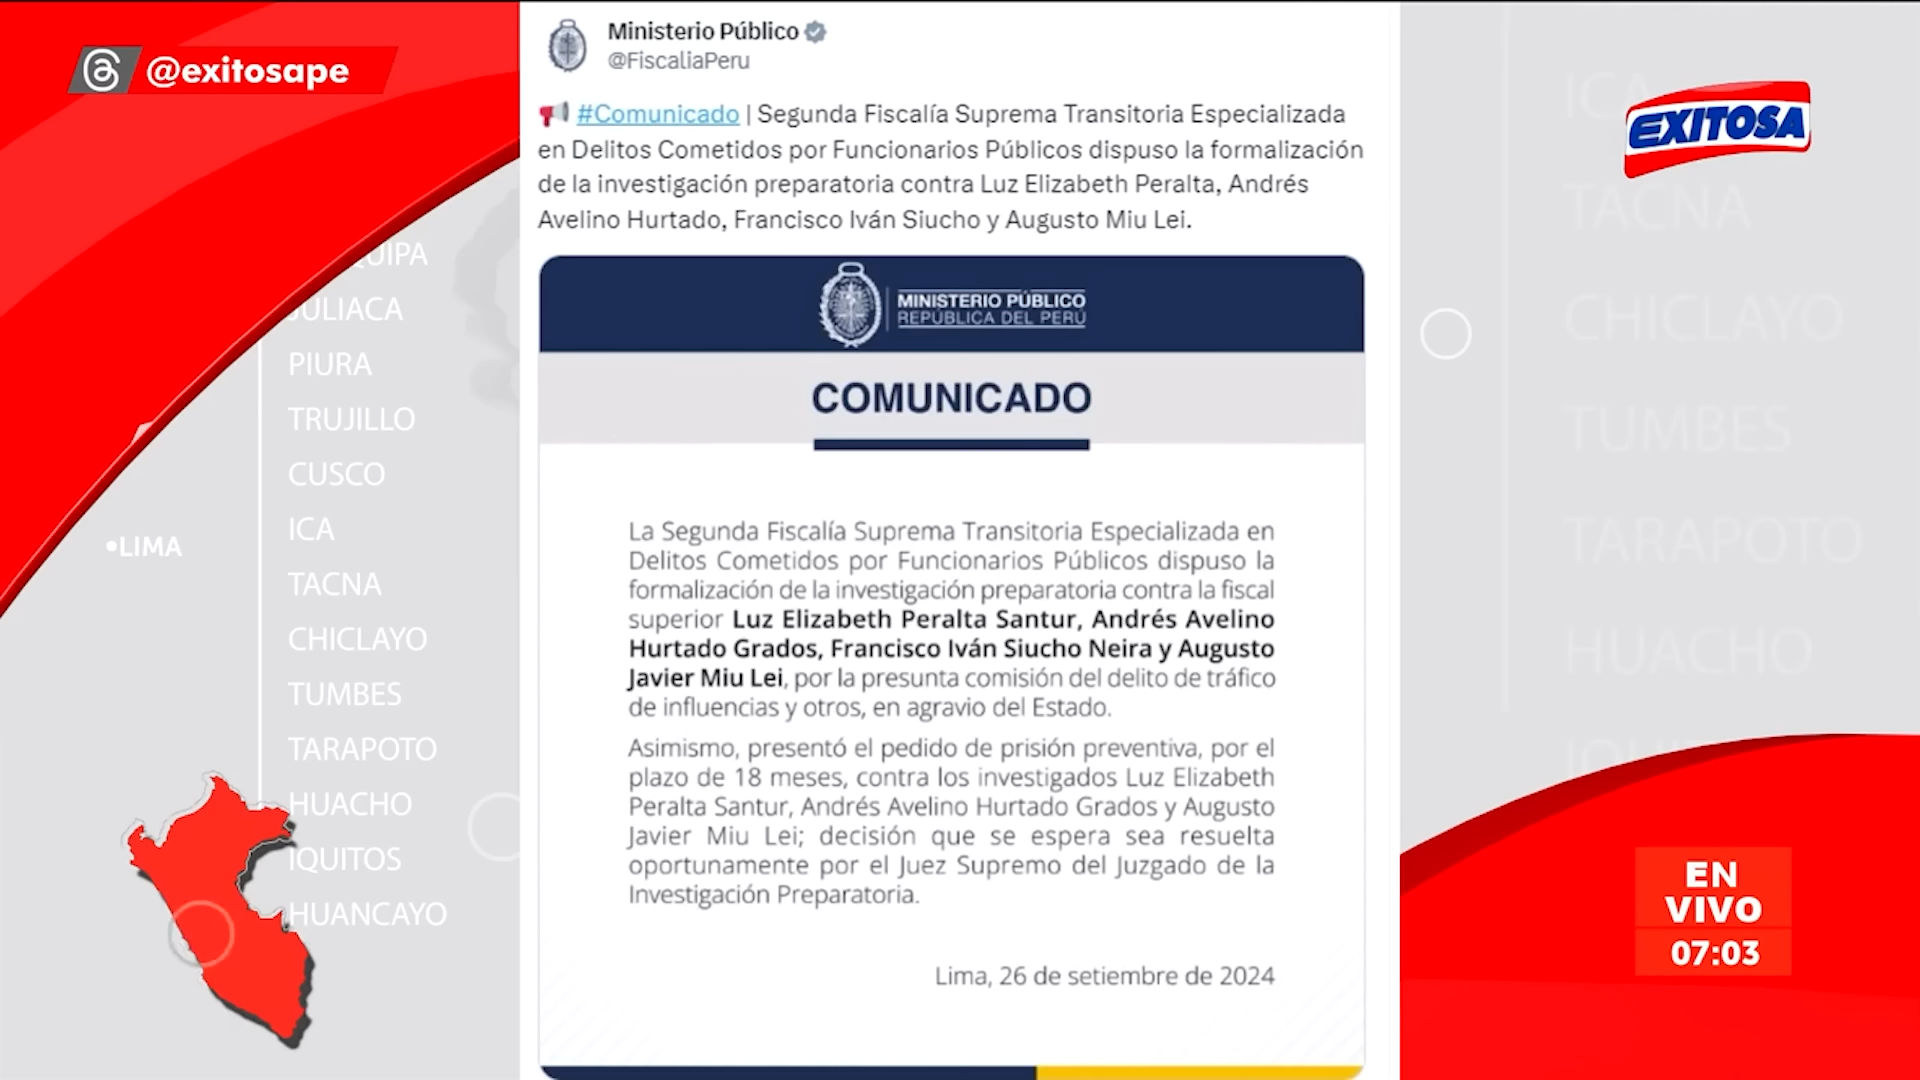 @exitosape
Ministerio Público
@FiscaliaPeru
#Comunicado | Segunda Fiscalía Suprema Transitoria Especializada
en Delitos Cometidos por Funcionarios Públicos dispuso la formalización
de la investigación preparatoria contra Luz Elizabeth Peralta, Andrés
Avelino Hurtado, Francisco Iván Siucho y Augusto Miu Lei.
MINISTERIO PÚBLICO
REPÚBLICA DEL PERÚ
COMUNICADO
La Segunda Fiscalía Suprema Transitoria Especializada en
Delitos Cometidos por Funcionarios Públicos dispuso la
formalización de la investigación preparatoria contra la fiscal
superior Luz Elizabeth Peralta Santur, Andrés Avelino
Hurtado Grados, Francisco Iván Siucho Neira y Augusto
Javier Miu Lei, por la presunta comisión del delito de tráfico
de influencias y otros, en agravio del Estado.
Asimismo, presentó el pedido de prisión preventiva, por el
plazo de 18 meses, contra los investigados Luz Elizabeth
Peralta Santur, Andrés Avelino Hurtado Grados y Augusto
Javier Miu Lei; decisión que se espera sea resuelta
oportunamente por el Juez Supremo del Juzgado de la
Investigación Preparatoria.
Lima, 26 de setiembre de 2024
EXITOSA
EN
VIVO
07:03
•LIMA
JULIACA
PIURA
TRUJILLO
CUSCO
ICA
TACNA
CHICLAYO
TUMBES
TARAPOTO
HUACHO
IQUITOS
HUANCAYO
ICA
TACNA
CHICLAYO
TUMBES
TARAPOTO
HUACHO